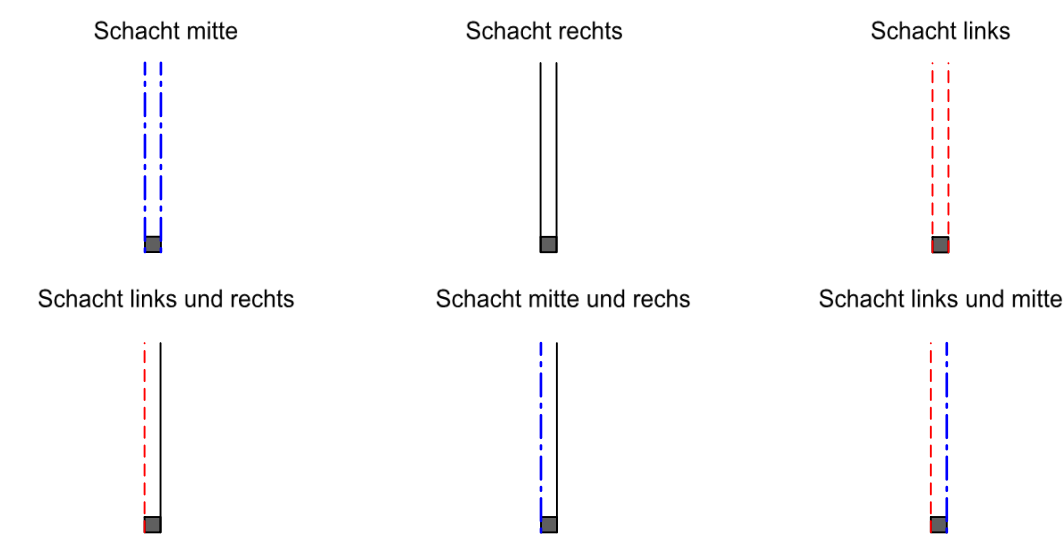 Schacht mitte
Schacht rechts
Schacht links
Schacht links und rechts
Schacht mitte und rechs
Schacht links und mitte